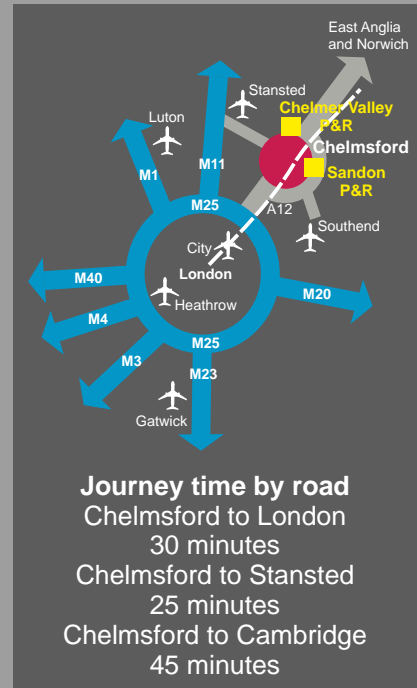 East Anglia
and Norwich
Stansted
Chelmer Valley
P&R
Luton
Chelmsford
M11
Sandon
P&R
M1
M25
A12
Southend
City
London
M40
Heathrow
M20
M4
M25
M3
M23
Gatwick
Journey time by road
Chelmsford to London
30 minutes
Chelmsford to Stansted
25 minutes
Chelmsford to Cambridge
45 minutes